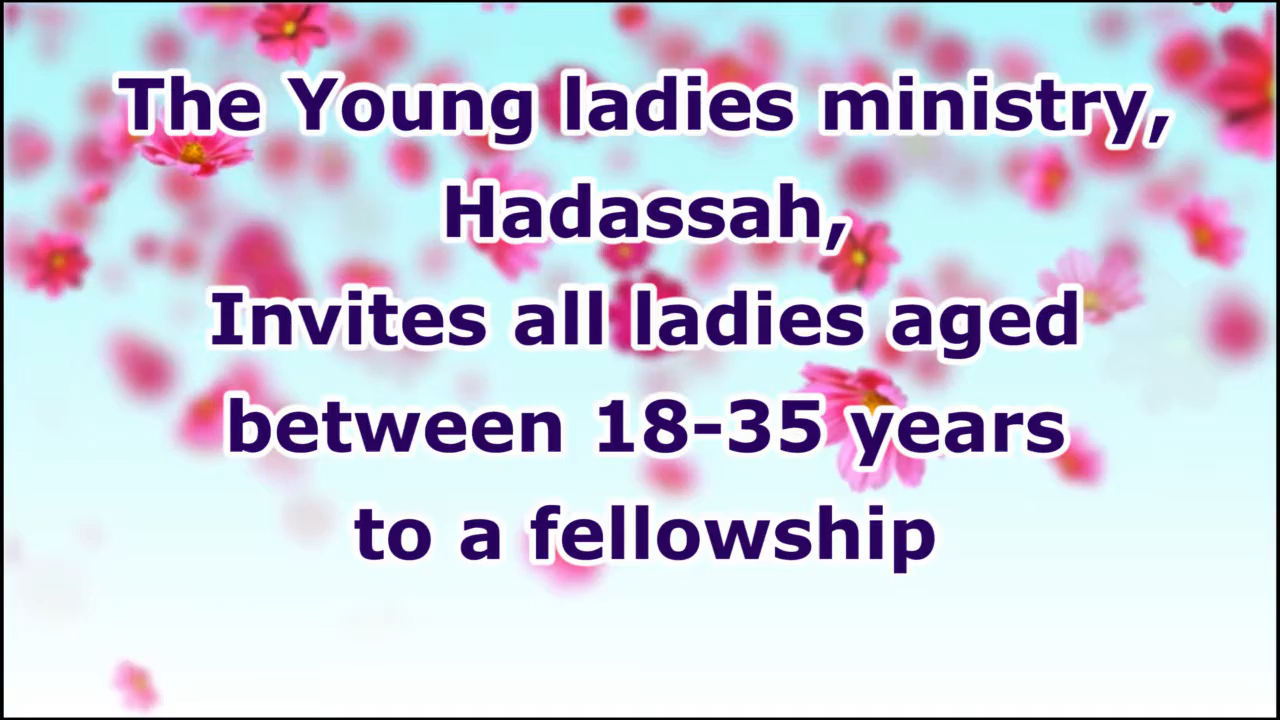 The Young ladies ministry,
Hadassah,
Invites all ladies aged
between 18-35 years
to a fellowship